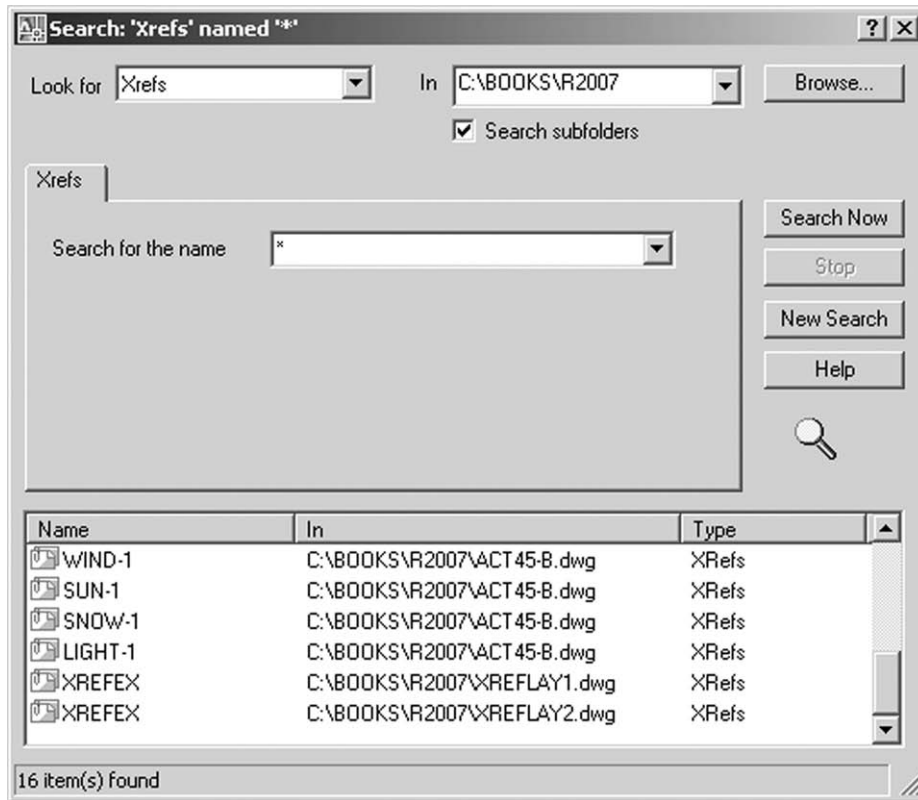 Search: 'Xrefs' named '*'
Look for Xrefs In C:\BOOKS\R2007 Browse...
Search subfolders
Xrefs
Search for the name *
Search Now
Stop
New Search
Help
Name In Type
WIND-1 C:\BOOKS\R2007\ACT45-B.dwg XRefs
SUN-1 C:\BOOKS\R2007\ACT45-B.dwg XRefs
SNOW-1 C:\BOOKS\R2007\ACT45-B.dwg XRefs
LIGHT-1 C:\BOOKS\R2007\ACT45-B.dwg XRefs
XREFEX C:\BOOKS\R2007\XREFLAY1.dwg XRefs
XREFEX C:\BOOKS\R2007\XREFLAY2.dwg XRefs
16 item(s) found